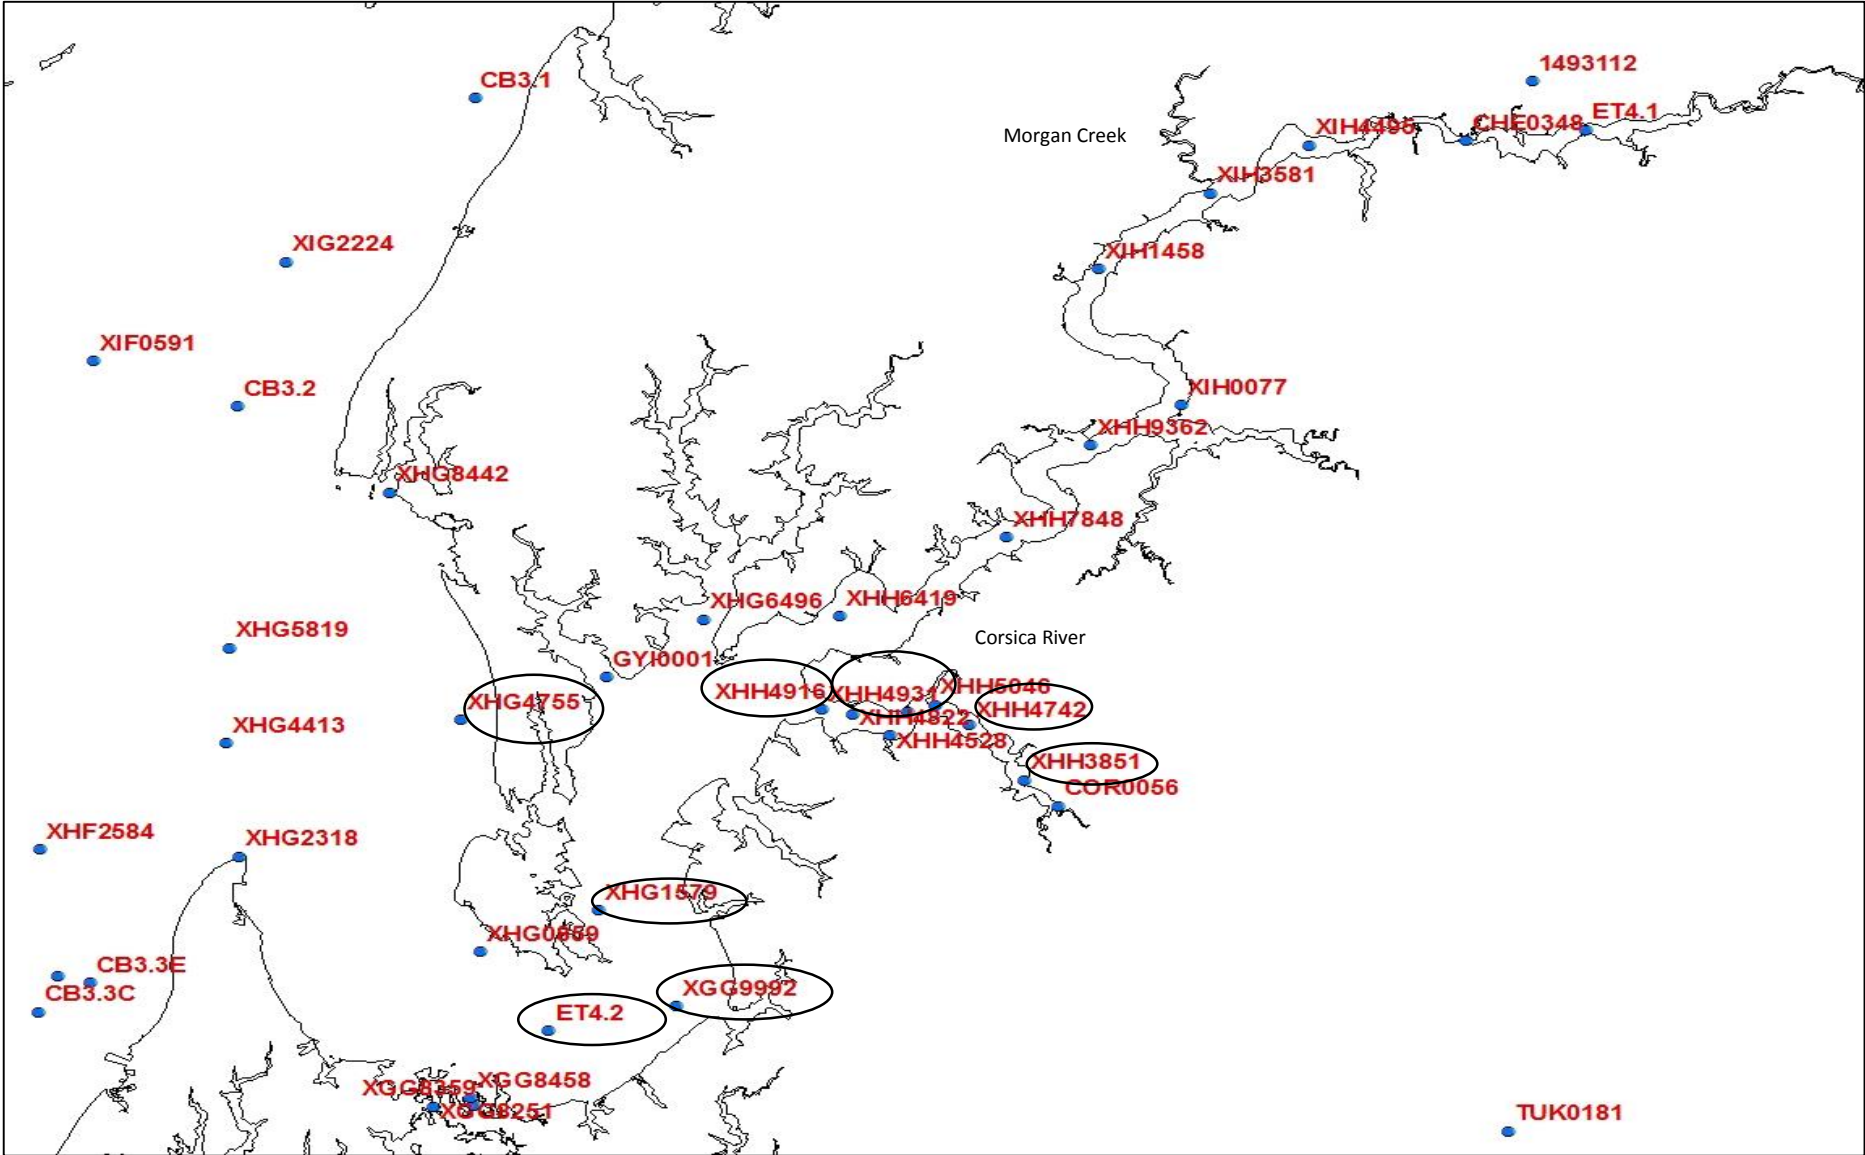 1493112
CB3.1
ET4.1
CHE0348
XIH4495
Morgan Creek
XIH3581
XIG2224
XIH1458
XIF0591
CB3.2
XIH0077
XHH9362
XHG8442
XHH7848
XHG6496
XHH6419
XHG5819
Corsica River
GYI0001
XHH5046
XHH4916
XHH4931
XHG4755
XHH4742
XHH4822
XHG4413
XHH4528
XHH3851
COR0056
XHF2584
XHG2318
XHG1579
XHG0859
CB3.3E
XGG9992
CB3.3C
ET4.2
XGG8458
XGG8359
XGG8251
TUK0181